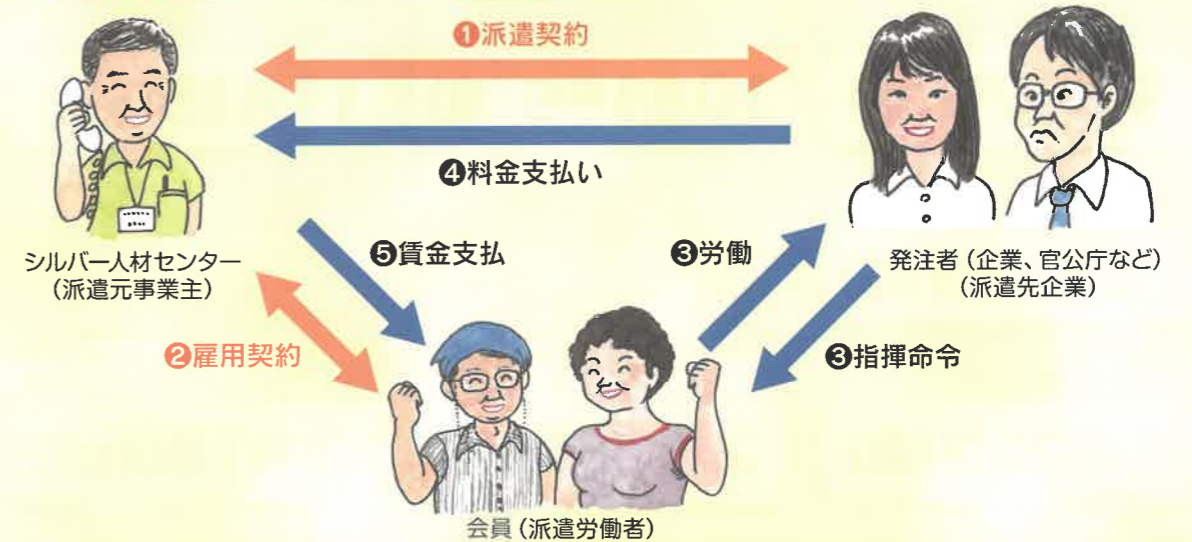 ❶派遣契約
❹料金支払い
シルバー人材センター
(派遣元事業主)
❺賃金支払
❸労働
発注者(企業、官公庁など)
(派遣先企業)
❷雇用契約
❸指揮命令
会員(派遣労働者)